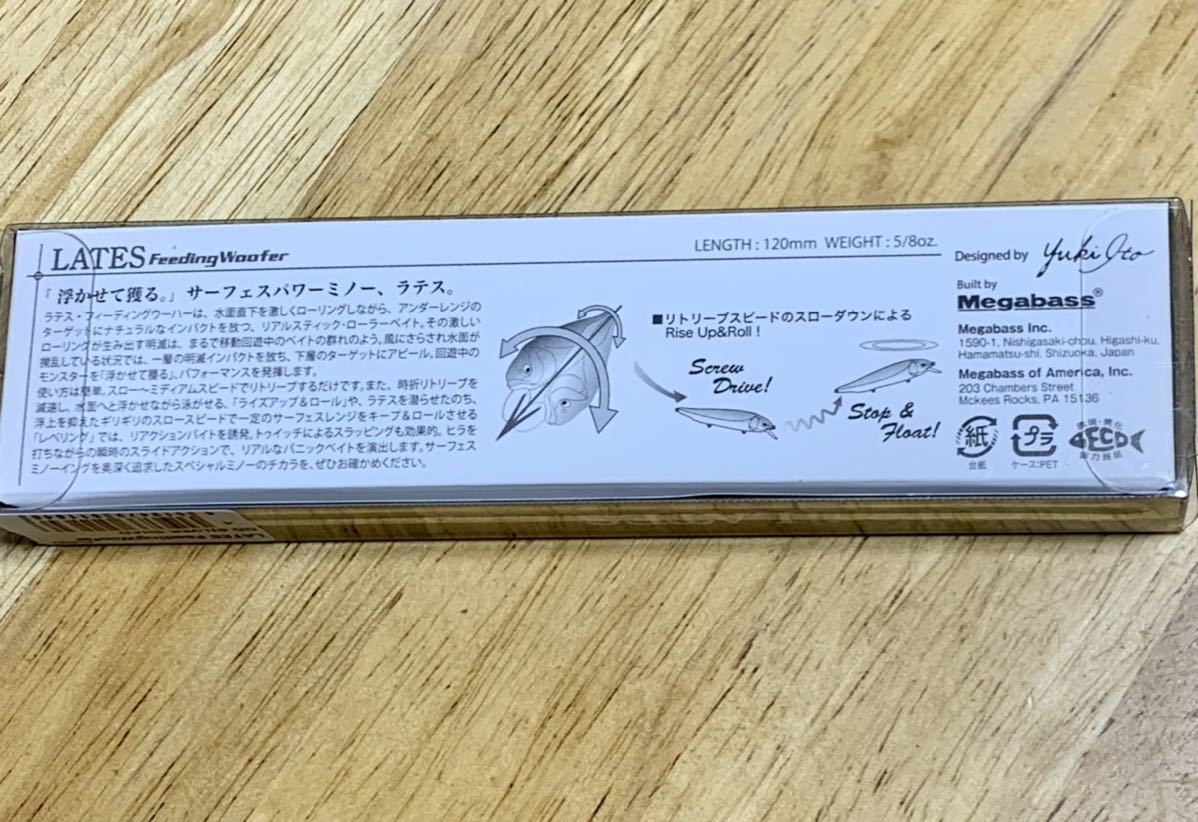 LATES FeedingWoofer
LENGTH : 120mm WEIGHT : 5/8oz.
「浮かせて獲る。」 サーフェスパワーミノー、ラテス。
ラテス・フィーディングウーハーは、水面直下を激しくローリングしながら、アンダーレンジの
ターゲットにナチュラルなインパクトを放つ、リアルスティック・ローラーベイト。その激しい
ローリングが生み出す明滅は、まるで移動回遊中のベイトの群れのよう。風にさらされ水面が
撹乱している状況では、一層の明滅インパクトを放ち、下層のターゲットにアピール。回遊中の
モンスターを「浮かせて獲る」、パフォーマンスを発揮します。
使い方は簡単。スロー〜ミディアムスピードでリトリーブするだけです。また、時折リトリーブを
減速し、水面へと浮かせながら泳がせる、「ライズアップ&ロール」や、ラテスを潜らせたのち、
浮上を抑えたギリギリのスロースピードで一定のサーフェスレンジをキープ&ロールさせる
「レベリング」では、リアクションバイトを誘発。トゥイッチによるスラッピングも効果的。ヒラを
打ちながらの瞬時のスライドアクションで、リアルなパニックベイトを演出します。サーフェス
ミノーイングを奥深く追求したスペシャルミノーのチカラを、ぜひお確かめください。
■リトリーブスピードのスローダウンによる
Rise Up&Roll!
Screw
Drive!
Stop &
Float!
Designed by Yuki Ito
Built by
Megabass®
Megabass Inc.
1590-1, Nishigasaki-chou, Higashi-ku,
Hamamatsu-shi, Shizuoka, Japan
Megabass of America, Inc.
203 Chambers Street
Mckees Rocks, PA 15136
紙
台紙
プラ
ケース:PET
ECO
LATES FeedingWoofer